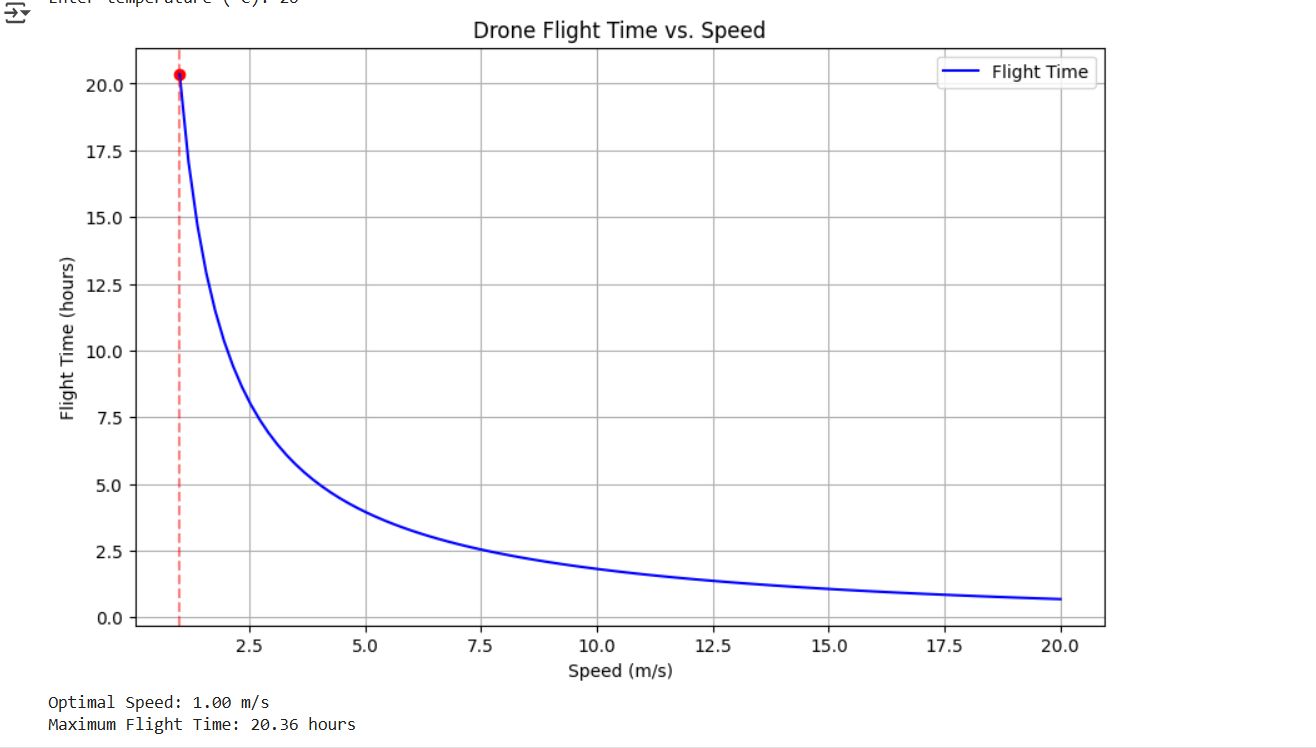 Drone Flight Time vs. Speed
Flight Time
20.0
17.5
15.0
12.5
10.0
7.5
5.0
2.5
0.0
Flight Time (hours)
2.5 5.0 7.5 10.0 12.5 15.0 17.5 20.0
Speed (m/s)
Optimal Speed: 1.00 m/s
Maximum Flight Time: 20.36 hours